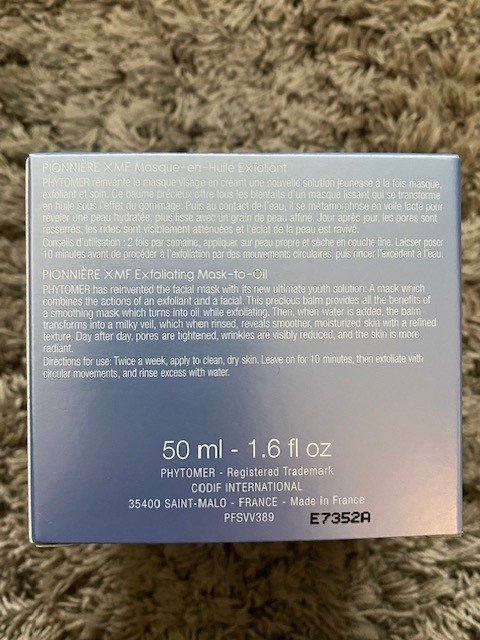 PIONNIÈRE XMF Masque-en-Huile Exfoliant
PHYTOMER réinvente le masque visage en créant une nouvelle solution jeunesse à la fois masque,
exfoliant et soin. Ce baume précieux offre tous les bienfaits d'un masque lissant qui se transforme
en huile sous l'effet du gommage. Puis au contact de l'eau, il se métamorphose en voile lacté pour
révéler une peau hydratée, plus lisse avec un grain de peau affiné. Jour après jour, les pores sont
resserrés, les rides sont visiblement atténuées et l'éclat de la peau est ravivé.
Conseils d'utilisation : 2 fois par semaine, appliquer sur peau propre et sèche en couche fine. Laisser poser
10 minutes avant de procéder à l'exfoliation par des mouvements circulaires, puis rincer l'excédent à l'eau.
PIONNIÈRE XMF Exfoliating Mask-to-Oil
PHYTOMER has reinvented the facial mask with its new ultimate youth solution: A mask which
combines the actions of an exfoliant and a facial. This precious balm provides all the benefits of
a smoothing mask which turns into oil while exfoliating. Then, when water is added, the balm
transforms into a milky veil, which when rinsed, reveals smoother, moisturized skin with a refined
texture. Day after day, pores are tightened, wrinkles are visibly reduced, and the skin is more
radiant.
Directions for use: Twice a week, apply to clean, dry skin. Leave on for 10 minutes, then exfoliate with
circular movements, and rinse excess with water.
50 ml - 1.6 fl oz
PHYTOMER - Registered Trademark
CODIF INTERNATIONAL
35400 SAINT-MALO - FRANCE - Made in France
PFSVV389 E7352A